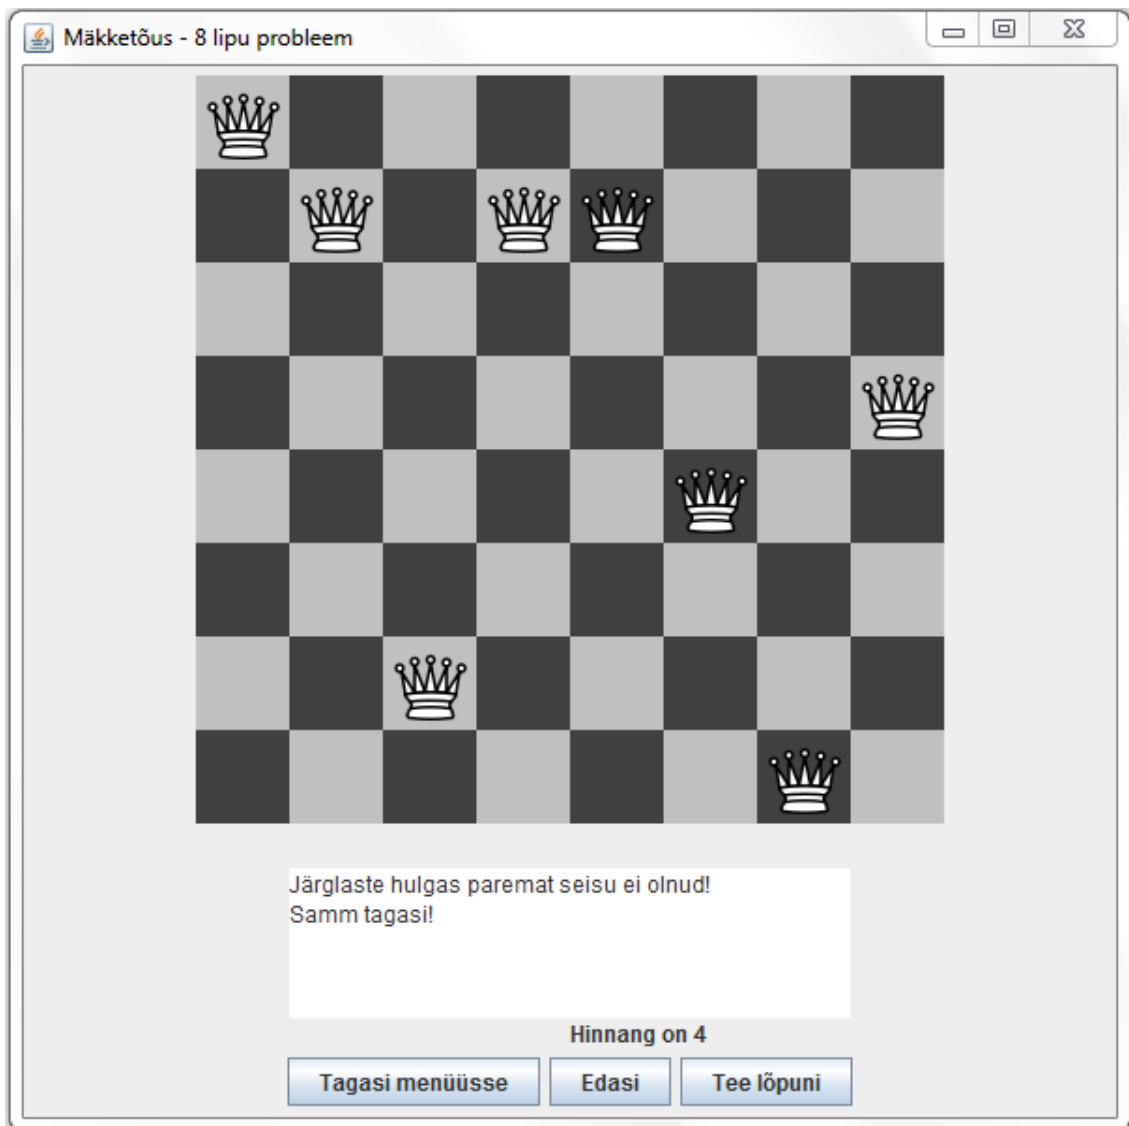 Mäkketõus - 8 lipu probleem
Järglaste hulgas paremat seisu ei olnud!
Samm tagasi!
Hinnang on 4
Tagasi menüüsse
Edasi
Tee lõpuni